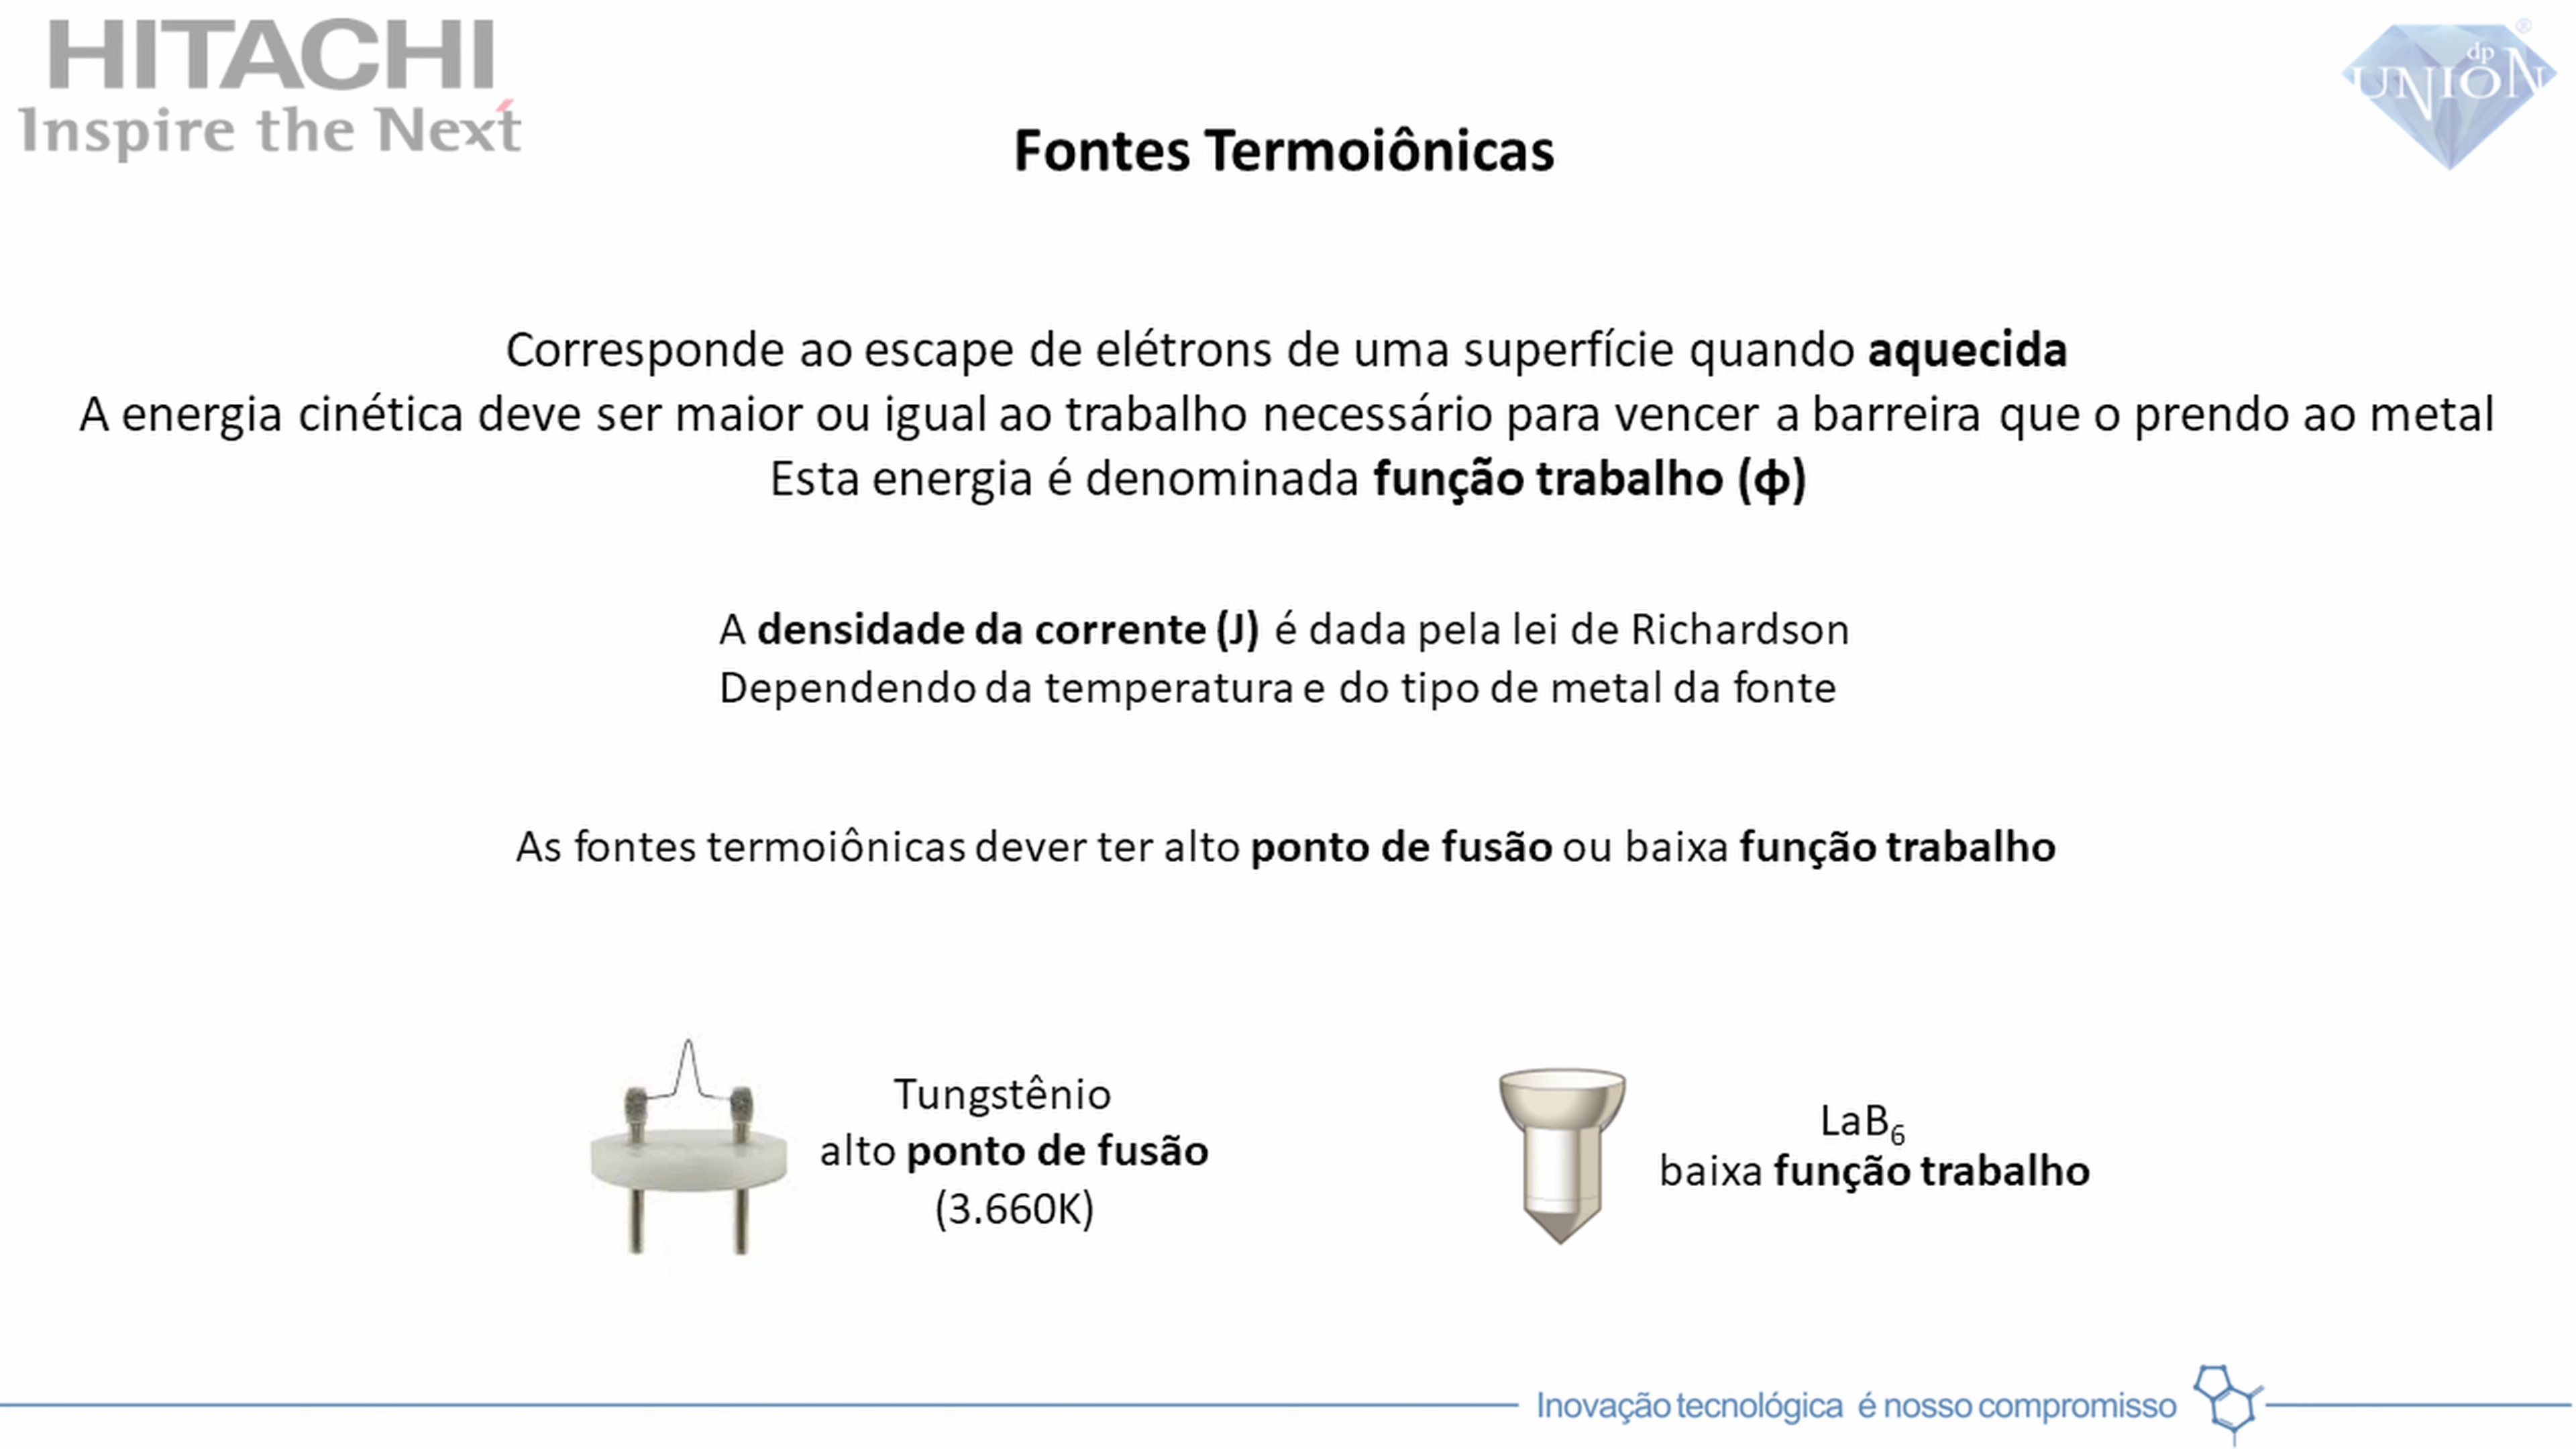 HITACHI
Inspire the Next
dp
UNION
®
Fontes Termoiônicas
Corresponde ao escape de elétrons de uma superfície quando aquecida
A energia cinética deve ser maior ou igual ao trabalho necessário para vencer a barreira que o prendo ao metal
Esta energia é denominada função trabalho (ϕ)
A densidade da corrente (J) é dada pela lei de Richardson
Dependendo da temperatura e do tipo de metal da fonte
As fontes termoiônicas dever ter alto ponto de fusão ou baixa função trabalho
Tungstênio
alto ponto de fusão
(3.660K)
LaB₆
baixa função trabalho
Inovação tecnológica é nosso compromisso